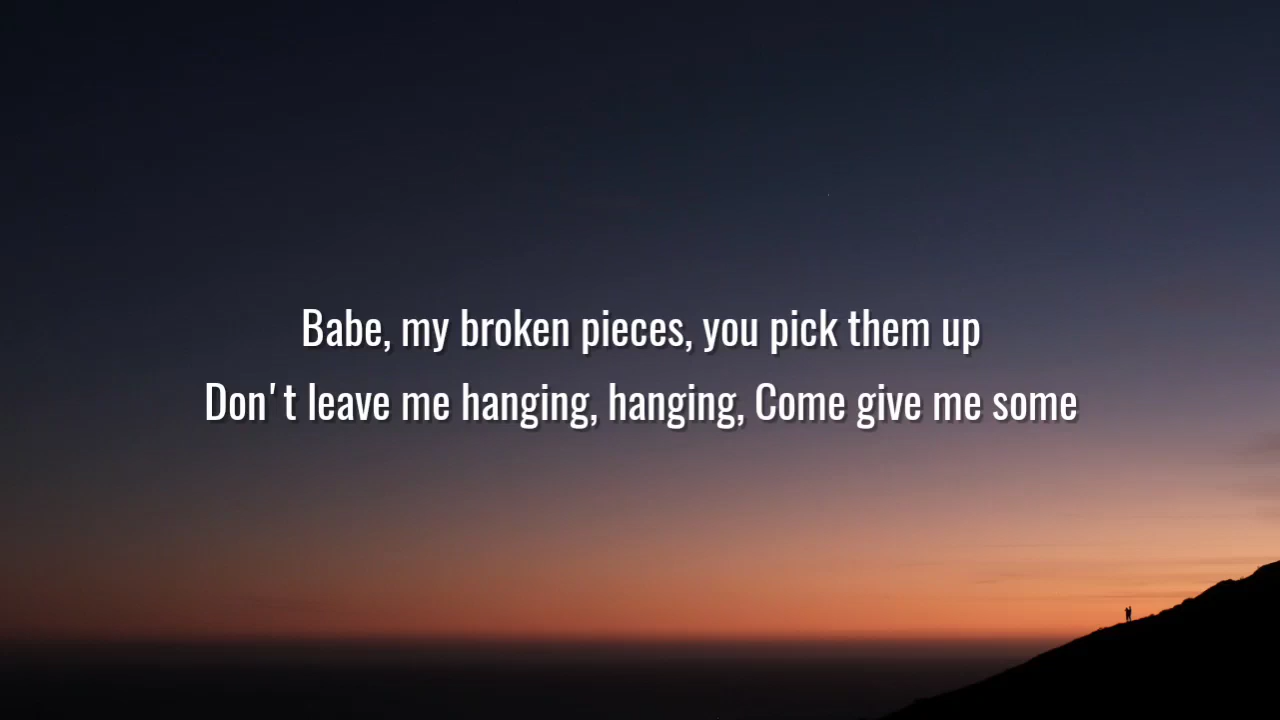 Babe, my broken pieces, you pick them up
Don't leave me hanging, hanging, Come give me some